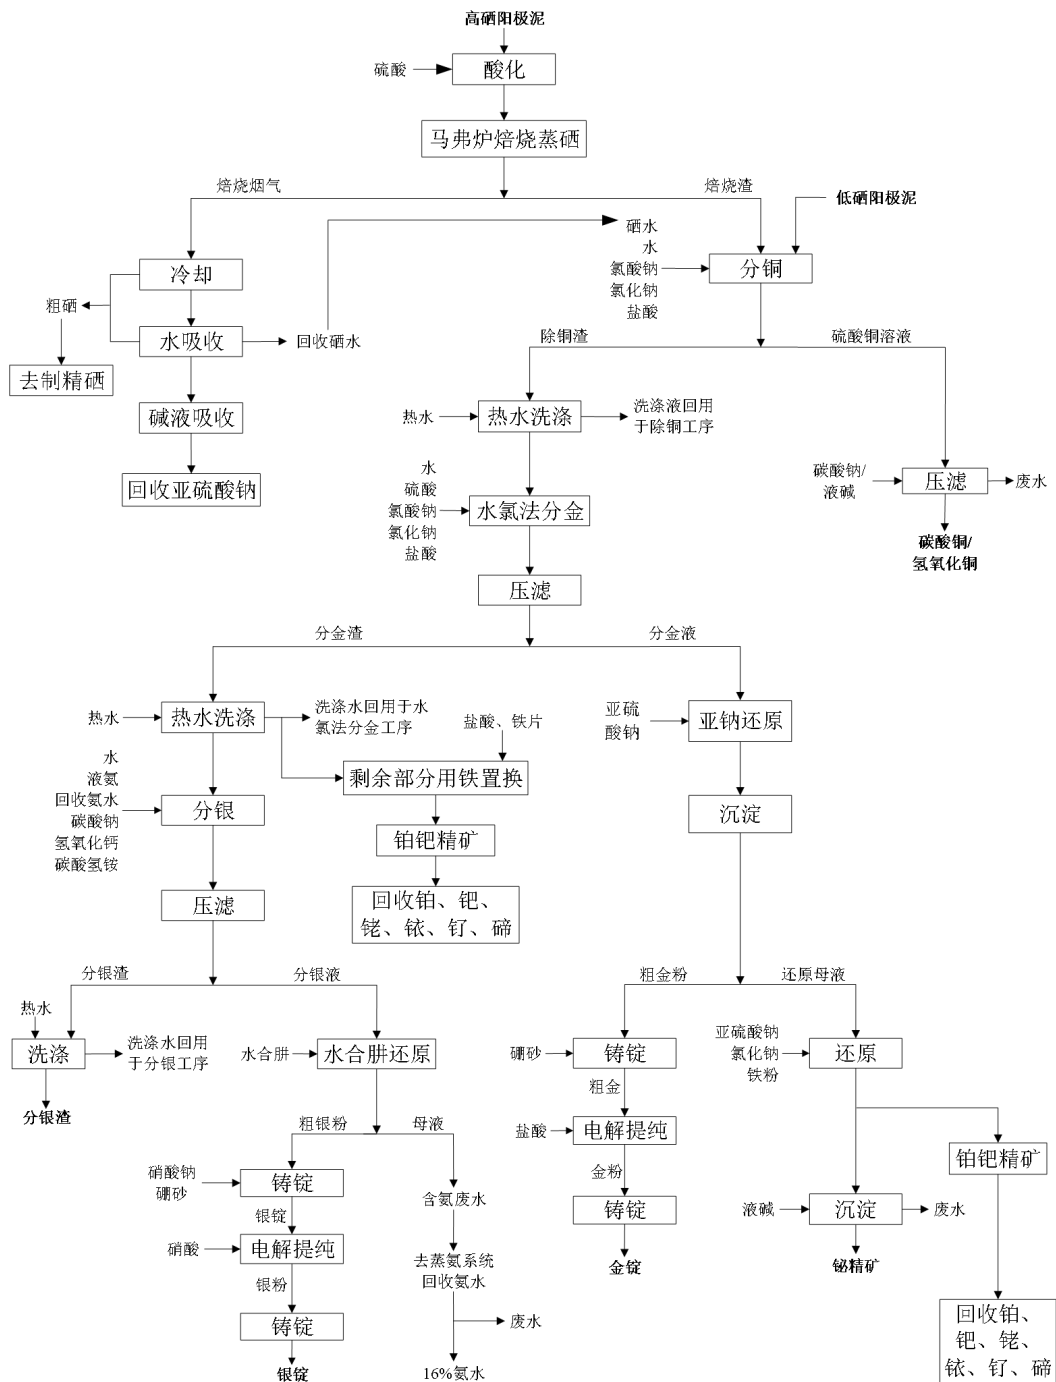 高硒阳极泥
硫酸
酸化
马弗炉焙烧蒸硒
焙烧烟气
焙烧渣
低硒阳极泥
硒水
水
氯酸钠
氯化钠
盐酸
分铜
冷却
粗硒
水吸收
回收硒水
去制精硒
碱液吸收
回收亚硫酸钠
除铜渣
硫酸铜溶液
热水
热水洗涤
洗涤液回用
于除铜工序
碳酸钠/
液碱
压滤
废水
碳酸铜/
氢氧化铜
水
硫酸
氯酸钠
氯化钠
盐酸
水氯法分金
压滤
分金渣
分金液
热水
热水洗涤
洗涤水回用于水
氯法分金工序
盐酸、铁片
剩余部分用铁置换
铂钯精矿
回收铂、钯、
铑、铱、钌、碲
亚硫
酸钠
亚钠还原
沉淀
水
液氨
回收氨水
碳酸钠
氢氧化钙
碳酸氢铵
分银
压滤
分银渣
分银液
热水
洗涤
洗涤水回用
于分银工序
分银渣
水合肼
水合肼还原
粗银粉
母液
硝酸钠
硼砂
铸锭
银锭
硝酸
电解提纯
银粉
铸锭
银锭
含氨废水
去蒸氨系统
回收氨水
废水
16%氨水
粗金粉
还原母液
硼砂
铸锭
粗金
盐酸
电解提纯
金粉
铸锭
金锭
亚硫酸钠
氯化钠
铁粉
还原
铂钯精矿
液碱
沉淀
废水
铋精矿
回收铂、
钯、铑、
铱、钌、碲